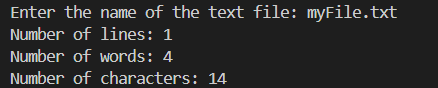 Enter the name of the text file: myFile.txt
Number of lines: 1
Number of words: 4
Number of characters: 14